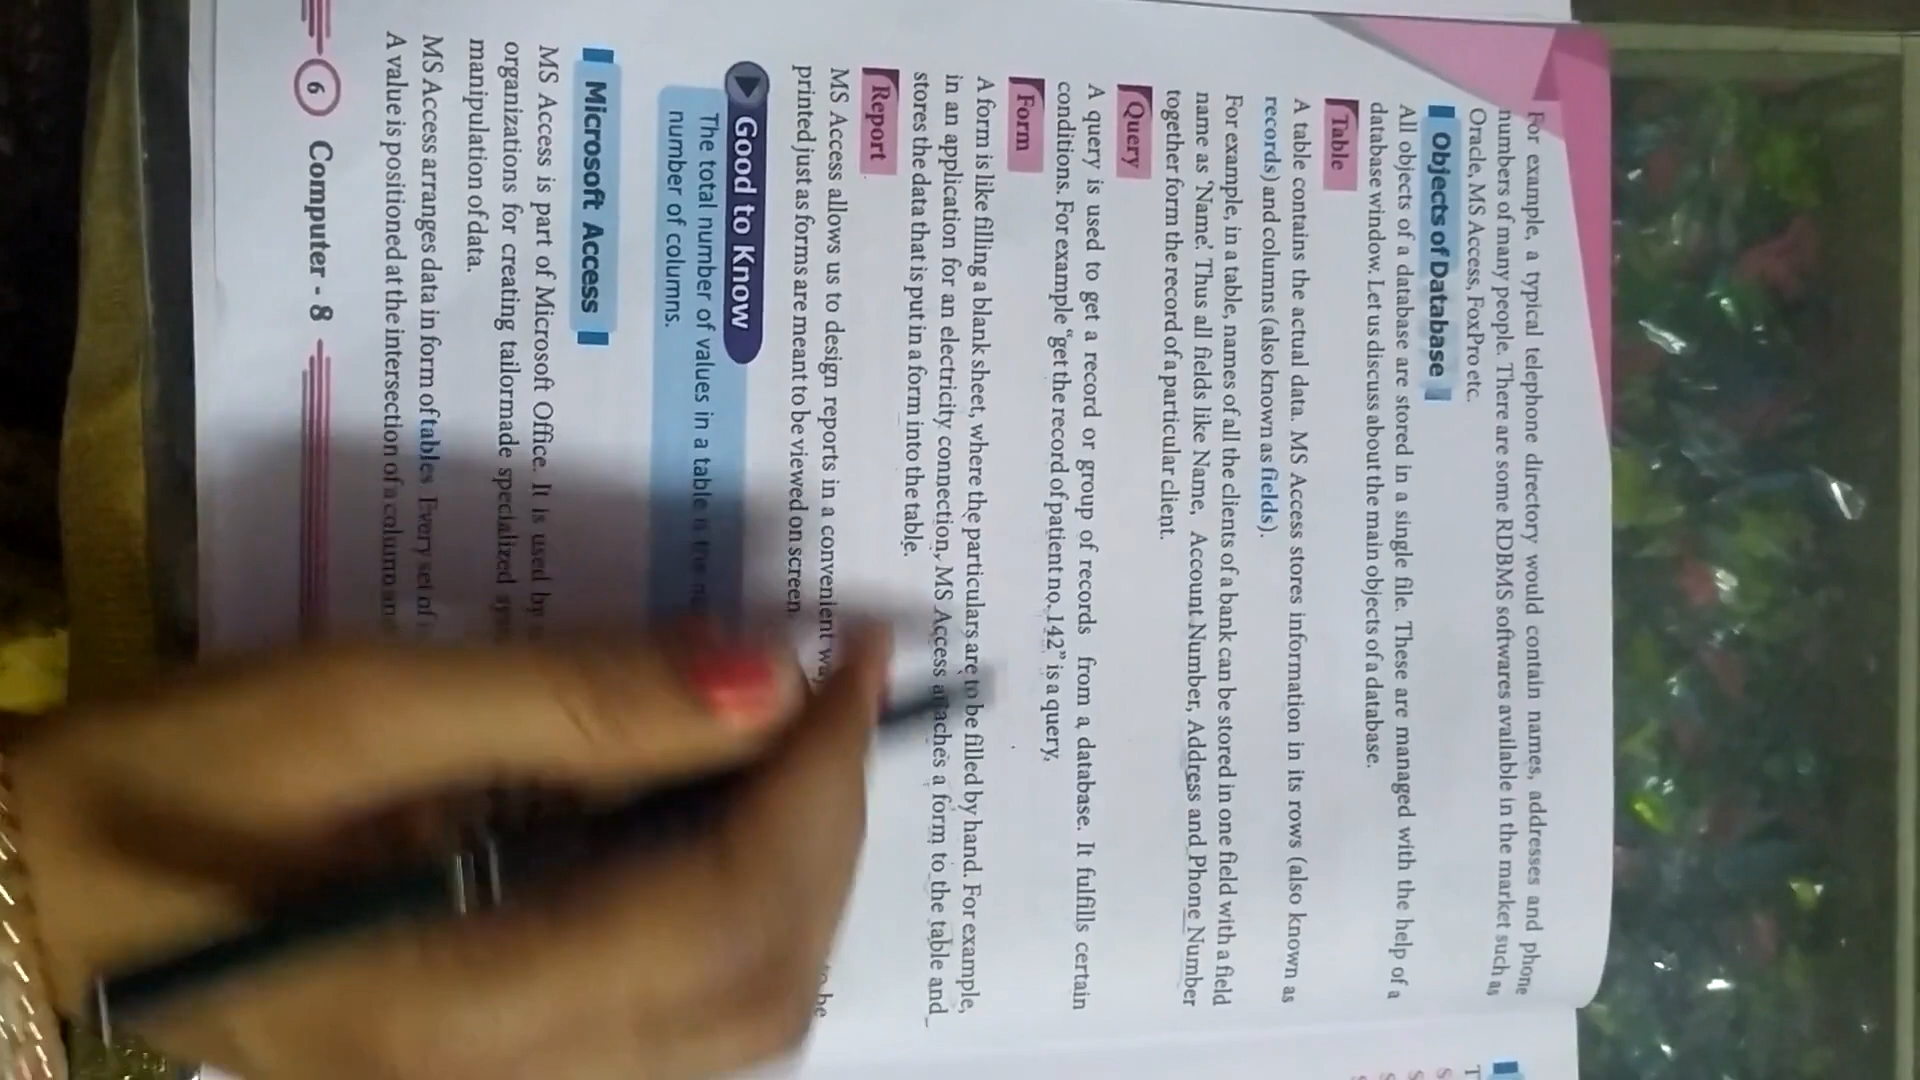 For example, a typical telephone directory would contain names, addresses and phone
numbers of many people. There are some RDBMS softwares available in the market such as
Oracle, MS Access, FoxPro etc.
Objects of Database
All objects of a database are stored in a single file. These are managed with the help of a
database window. Let us discuss about the main objects of a database.
Table
A table contains the actual data. MS Access stores information in its rows (also known as
records) and columns (also known as fields).
For example, in a table, names of all the clients of a bank can be stored in one field with a field
name as 'Name'. Thus all fields like Name, Account Number, Address and Phone Number
together form the record of a particular client.
Query
A query is used to get a record or group of records from a database. It fulfills certain
conditions. For example "get the record of patient no. 142" is a query.
Form
A form is like filling a blank sheet, where the particulars are to be filled by hand. For example,
in an application for an electricity connection, MS Access attaches a form to the table and
stores the data that is put in a form into the table.
Report
MS Access allows us to design reports in a convenient be
printed just as forms are meant to be viewed on screen.
Good to Know
The total number of values in a table
number of columns.
Microsoft Access
MS Access is part of Microsoft Office. It is used by
organizations for creating tailormade specialized
manipulation of data.
MS Access arranges data in form of tables. Every set of
A value is positioned at the intersection of a column
6 Computer - 8